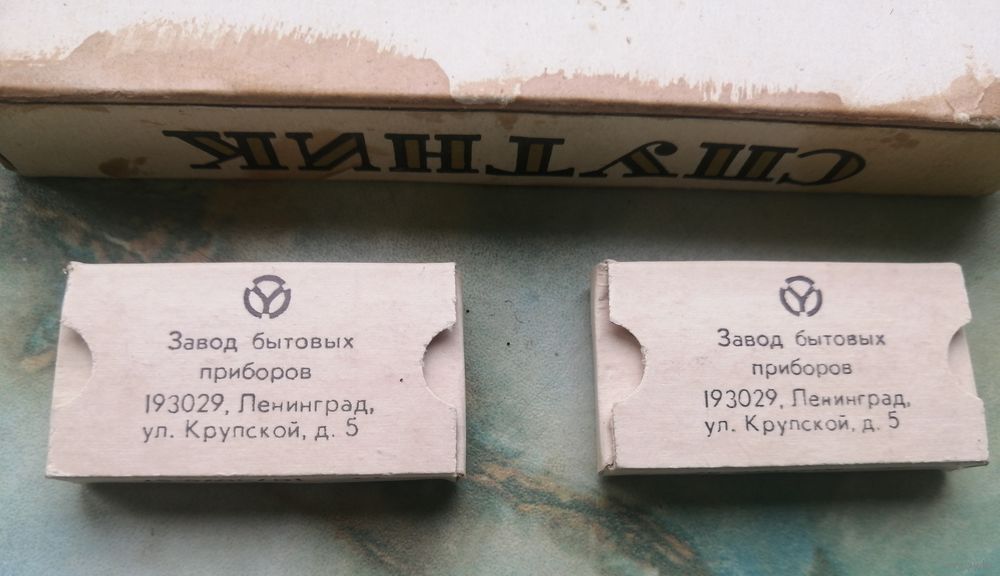 СПУТНИК
Завод бытовых
приборов
193029, Ленинград,
ул. Крупской, д. 5
Завод бытовых
приборов
193029, Ленинград,
ул. Крупской, д. 5